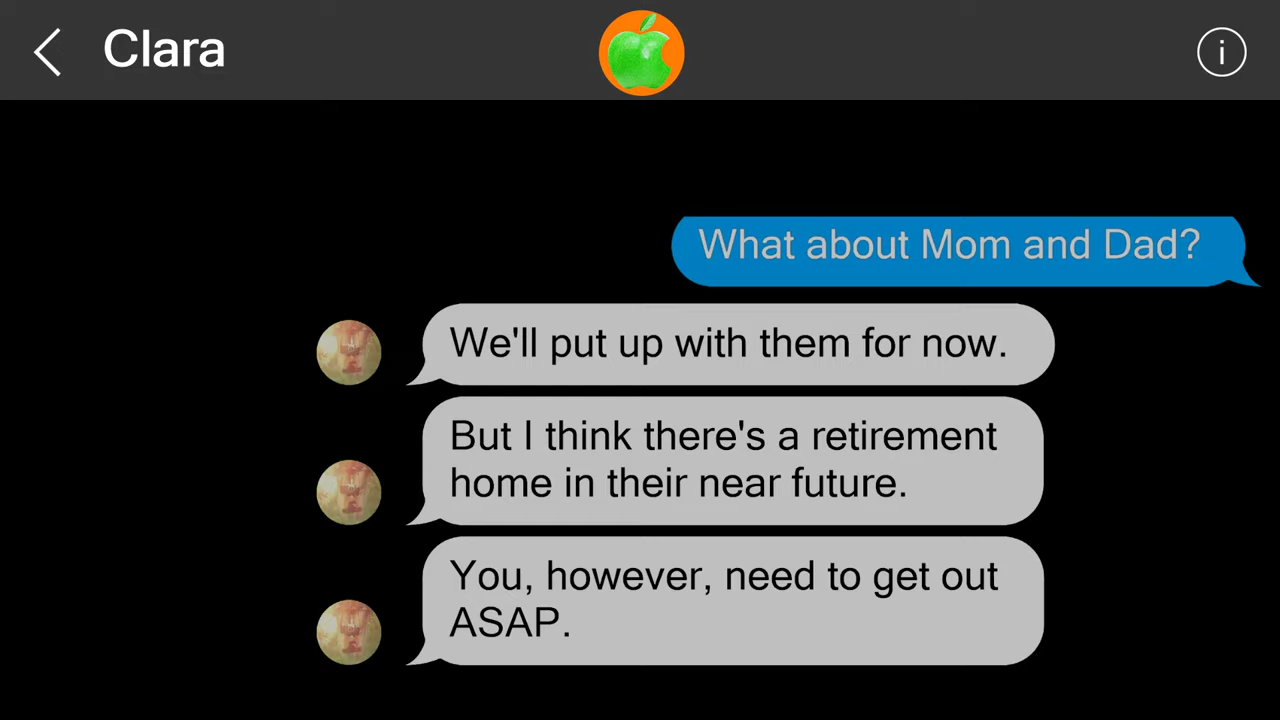 Clara
i
What about Mom and Dad?
We'll put up with them for now.
But I think there's a retirement
home in their near future.
You, however, need to get out
ASAP.